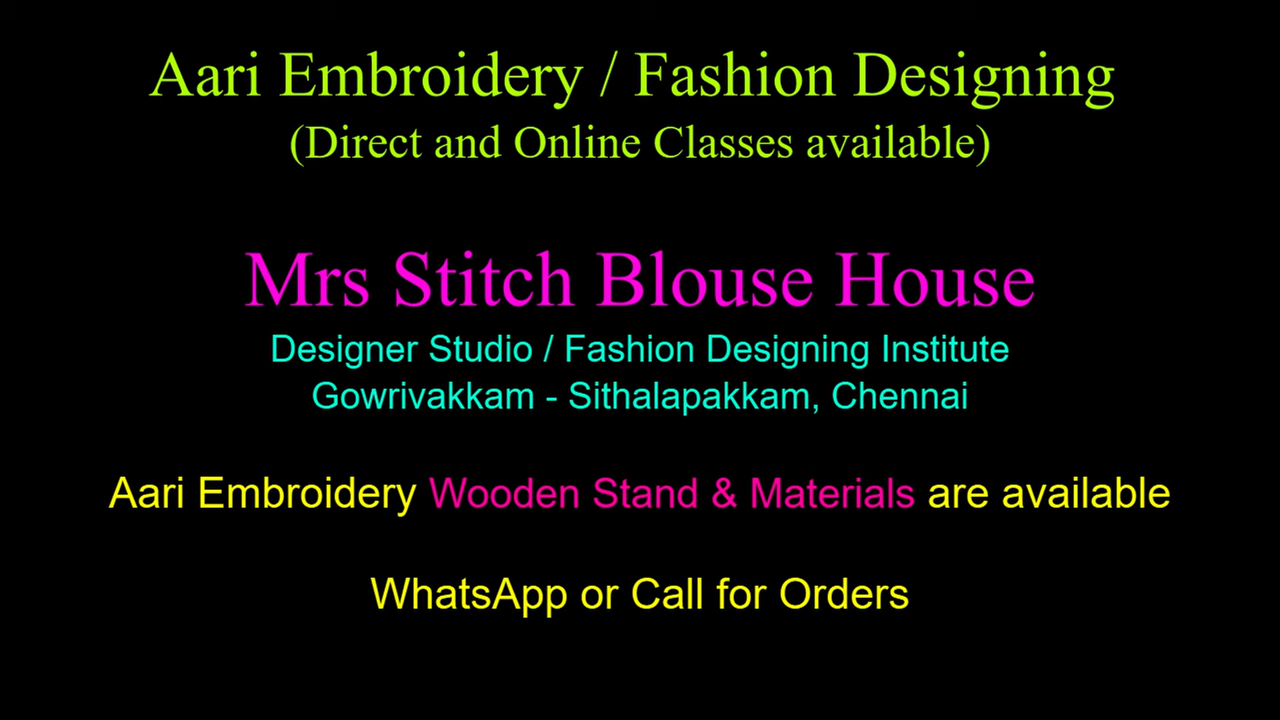 Aari Embroidery / Fashion Designing
(Direct and Online Classes available)
Mrs Stitch Blouse House
Designer Studio / Fashion Designing Institute
Gowrivakkam - Sithalapakkam, Chennai
Aari Embroidery Wooden Stand & Materials are available
WhatsApp or Call for Orders